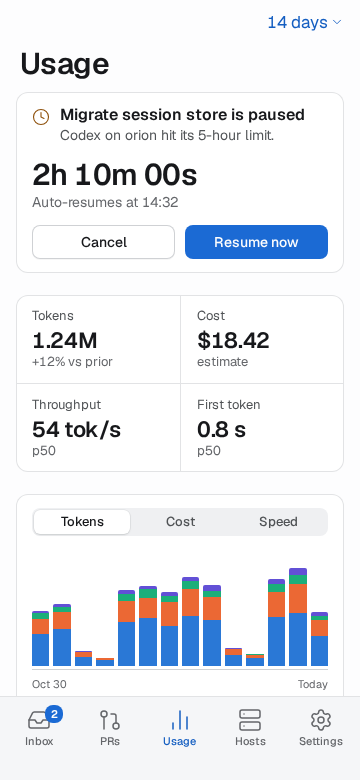 14 days
Usage
Migrate session store is paused
Codex on orion hit its 5-hour limit.
2h 10m 00s
Auto-resumes at 14:32
Cancel
Resume now
Tokens
1.24M
+12% vs prior
Cost
$18.42
estimate
Throughput
54 tok/s
p50
First token
0.8 s
p50
Tokens
Cost
Speed
Oct 30
Today
2
Inbox
PRs
Usage
Hosts
Settings